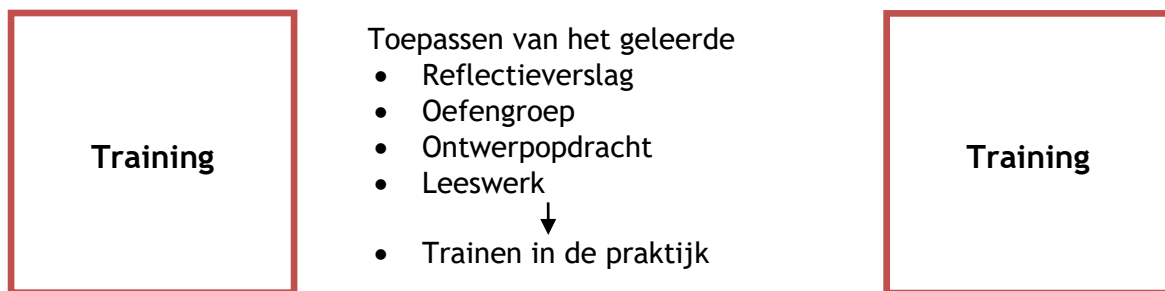 Training
Toepassen van het geleerde
• Reflectieverslag
• Oefengroep
• Ontwerpopdracht
• Leeswerk
• Trainen in de praktijk
Training